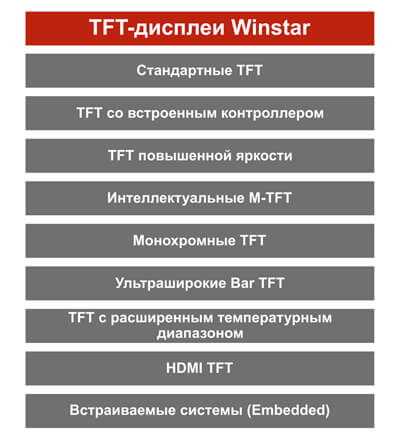 TFT-дисплеи Winstar
Стандартные TFT
TFT со встроенным контроллером
TFT повышенной яркости
Интеллектуальные M-TFT
Монохромные TFT
Ультраширокие Bar TFT
TFT с расширенным температурным
диапазоном
HDMI TFT
Встраиваемые системы (Embedded)